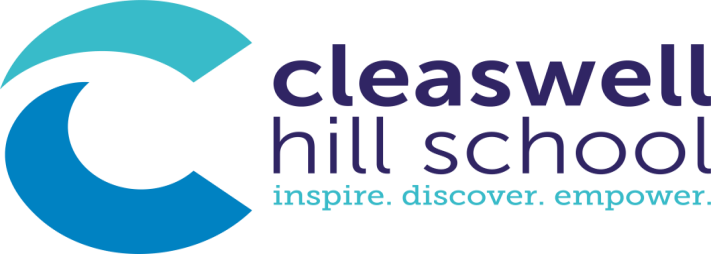 cleaswell
hill school
inspire. discover. empower.